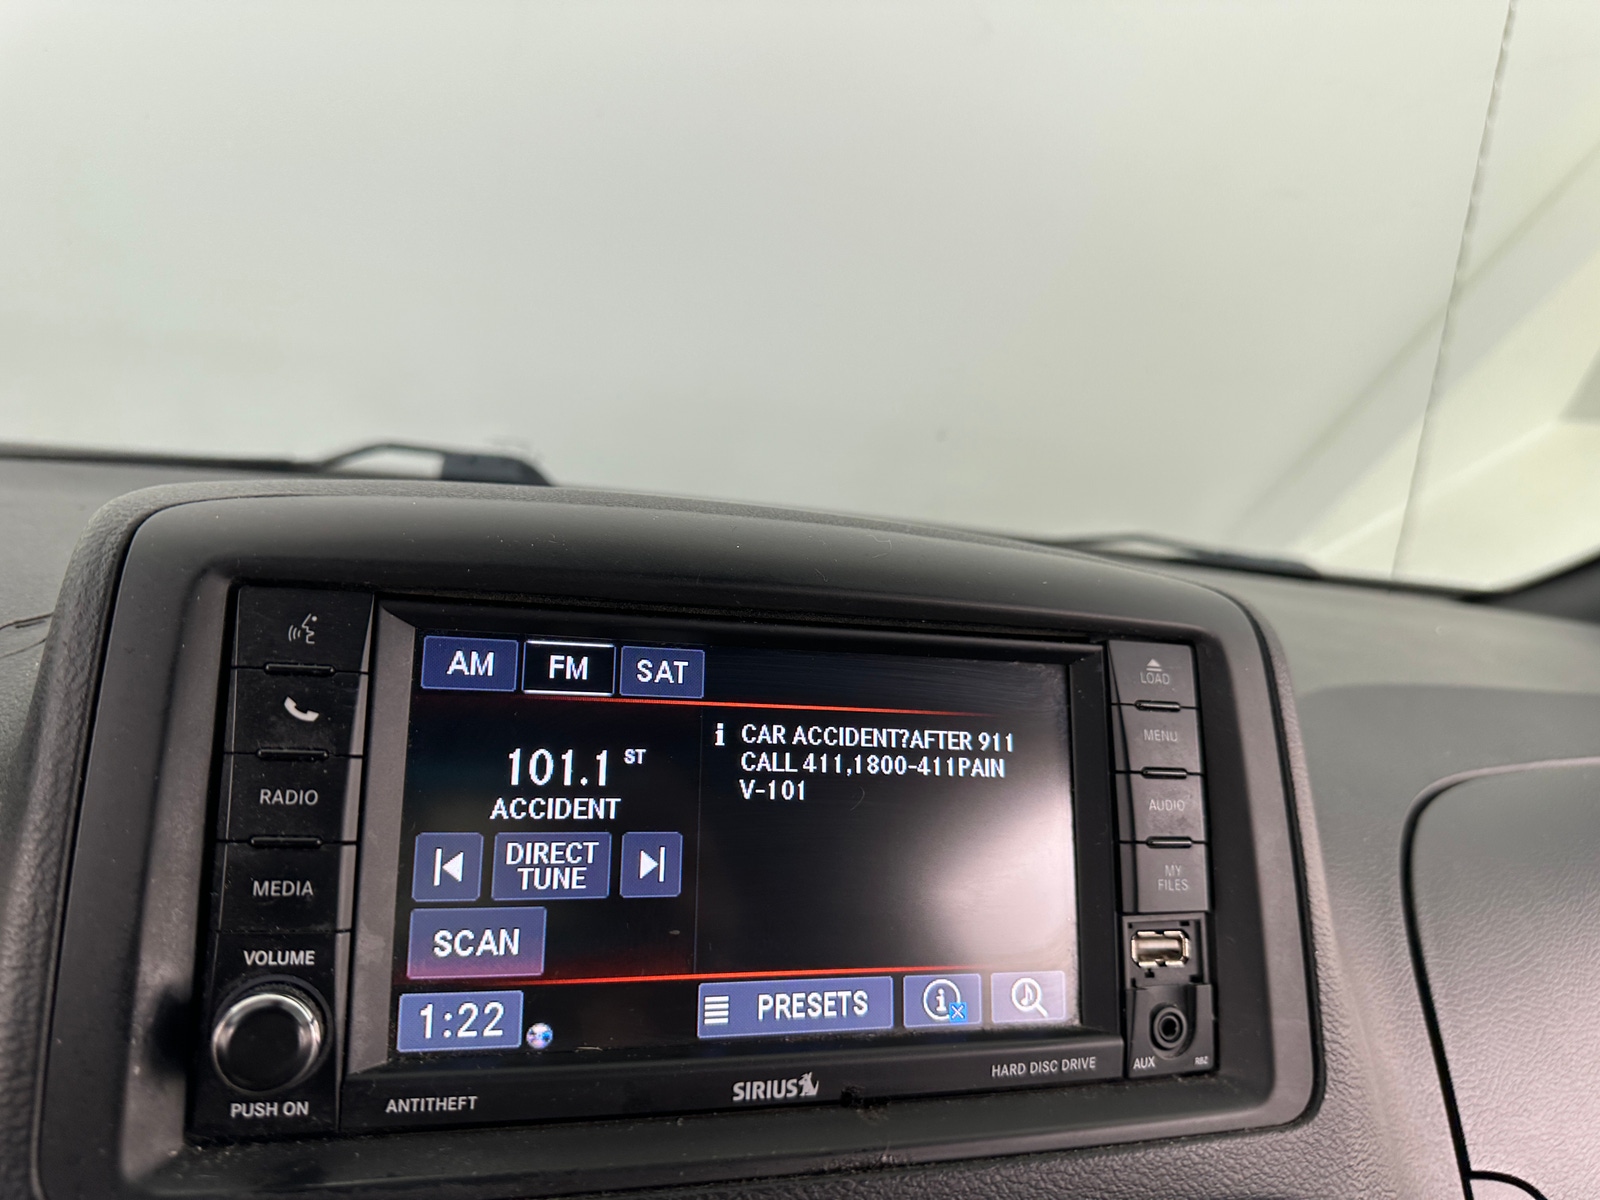 AM FM SAT
101.1 ST
ACCIDENT
CAR ACCIDENT?AFTER 911
CALL 411,1800-411PAIN
V-101
DIRECT
TUNE
SCAN
1:22
PRESETS
RADIO
MEDIA
VOLUME
PUSH ON
LOAD
MENU
AUDIO
MY
FILES
AUX
RBZ
ANTITHEFT
SIRIUS
HARD DISC DRIVE